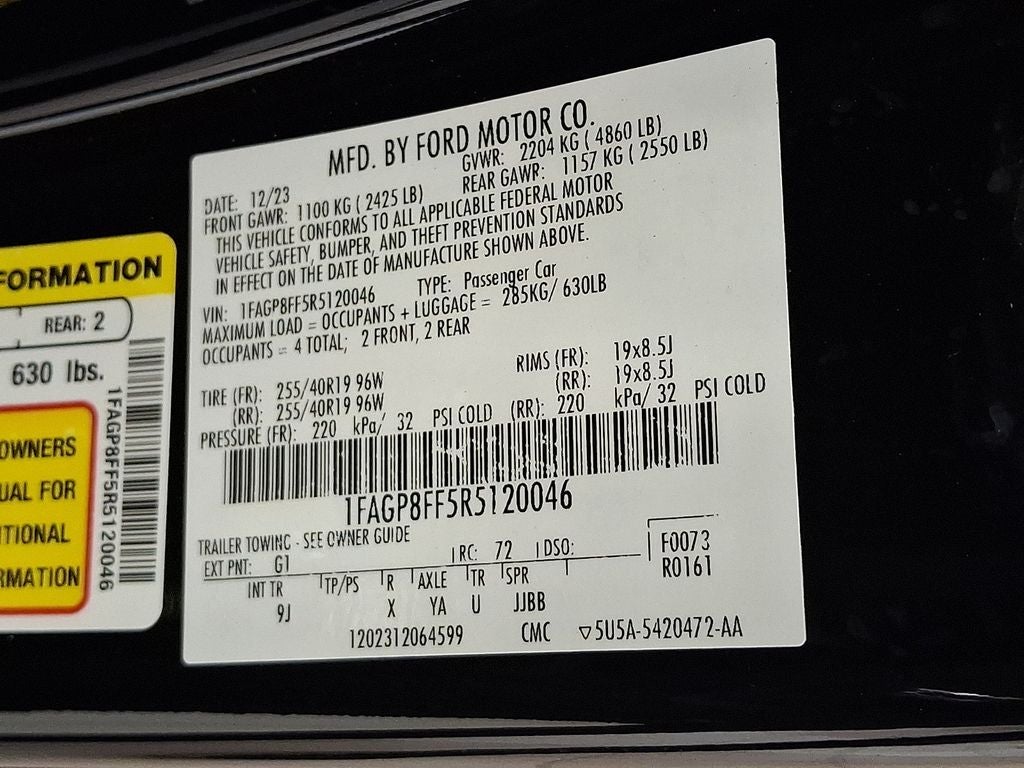 FORMATION
REAR: 2
630 lbs.
1FAGP8FF5R5120046
OWNERS
UAL FOR
ITIONAL
RMATION
MFD. BY FORD MOTOR CO.
DATE: 12/23 GVWR: 2204 KG ( 4860 LB)
FRONT GAWR: 1100 KG ( 2425 LB) REAR GAWR: 1157 KG ( 2550 LB)
THIS VEHICLE CONFORMS TO ALL APPLICABLE FEDERAL MOTOR
VEHICLE SAFETY, BUMPER, AND THEFT PREVENTION STANDARDS
IN EFFECT ON THE DATE OF MANUFACTURE SHOWN ABOVE.
VIN: 1FAGP8FF5R5120046 TYPE: Passenger Car
MAXIMUM LOAD = OCCUPANTS + LUGGAGE = 285KG/ 630LB
OCCUPANTS = 4 TOTAL; 2 FRONT, 2 REAR
TIRE (FR): 255/40R19 96W RIMS (FR): 19x8.5J
(RR): 255/40R19 96W (RR): 19x8.5J
PRESSURE (FR): 220 kPa/ 32 PSI COLD (RR): 220 kPa/ 32 PSI COLD
1FAGP8FF5R5120046
TRAILER TOWING - SEE OWNER GUIDE
EXT PNT: G1 RC: 72 DSO: F0073
INT TR TP/PS R AXLE TR SPR R0161
9J X YA U JJBB
1202312064599 CMC ▽5U5A-5420472-AA